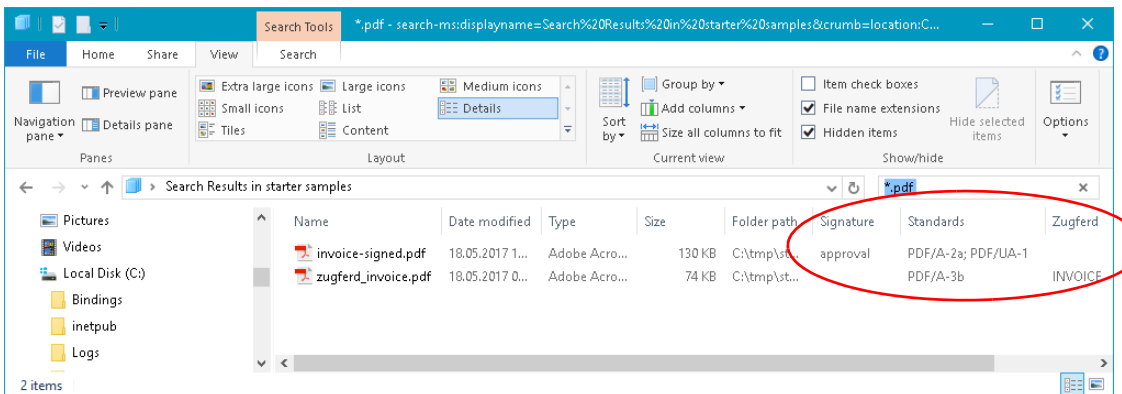 Search Tools *.pdf - search-ms:displayname=Search%20Results%20in%20starter%20samples&crumb=location:C...
File Home Share View Search
Preview pane Extra large icons Large icons Medium icons Group by Item check boxes
Small icons List Details Add columns File name extensions
Navigation pane Details pane Tiles Content Sort by Size all columns to fit Hidden items Hide selected items Options
Panes Layout Current view Show/hide
Search Results in starter samples *.pdf
Pictures Name Date modified Type Size Folder path Signature Standards Zugferd
Videos invoice-signed.pdf 18.05.2017 1... Adobe Acro... 130 KB C:\tmp\st... approval PDF/A-2a; PDF/UA-1
Local Disk (C:) zugferd_invoice.pdf 18.05.2017 0... Adobe Acro... 74 KB C:\tmp\st... PDF/A-3b INVOICE
Bindings
inetpub
Logs
2 items